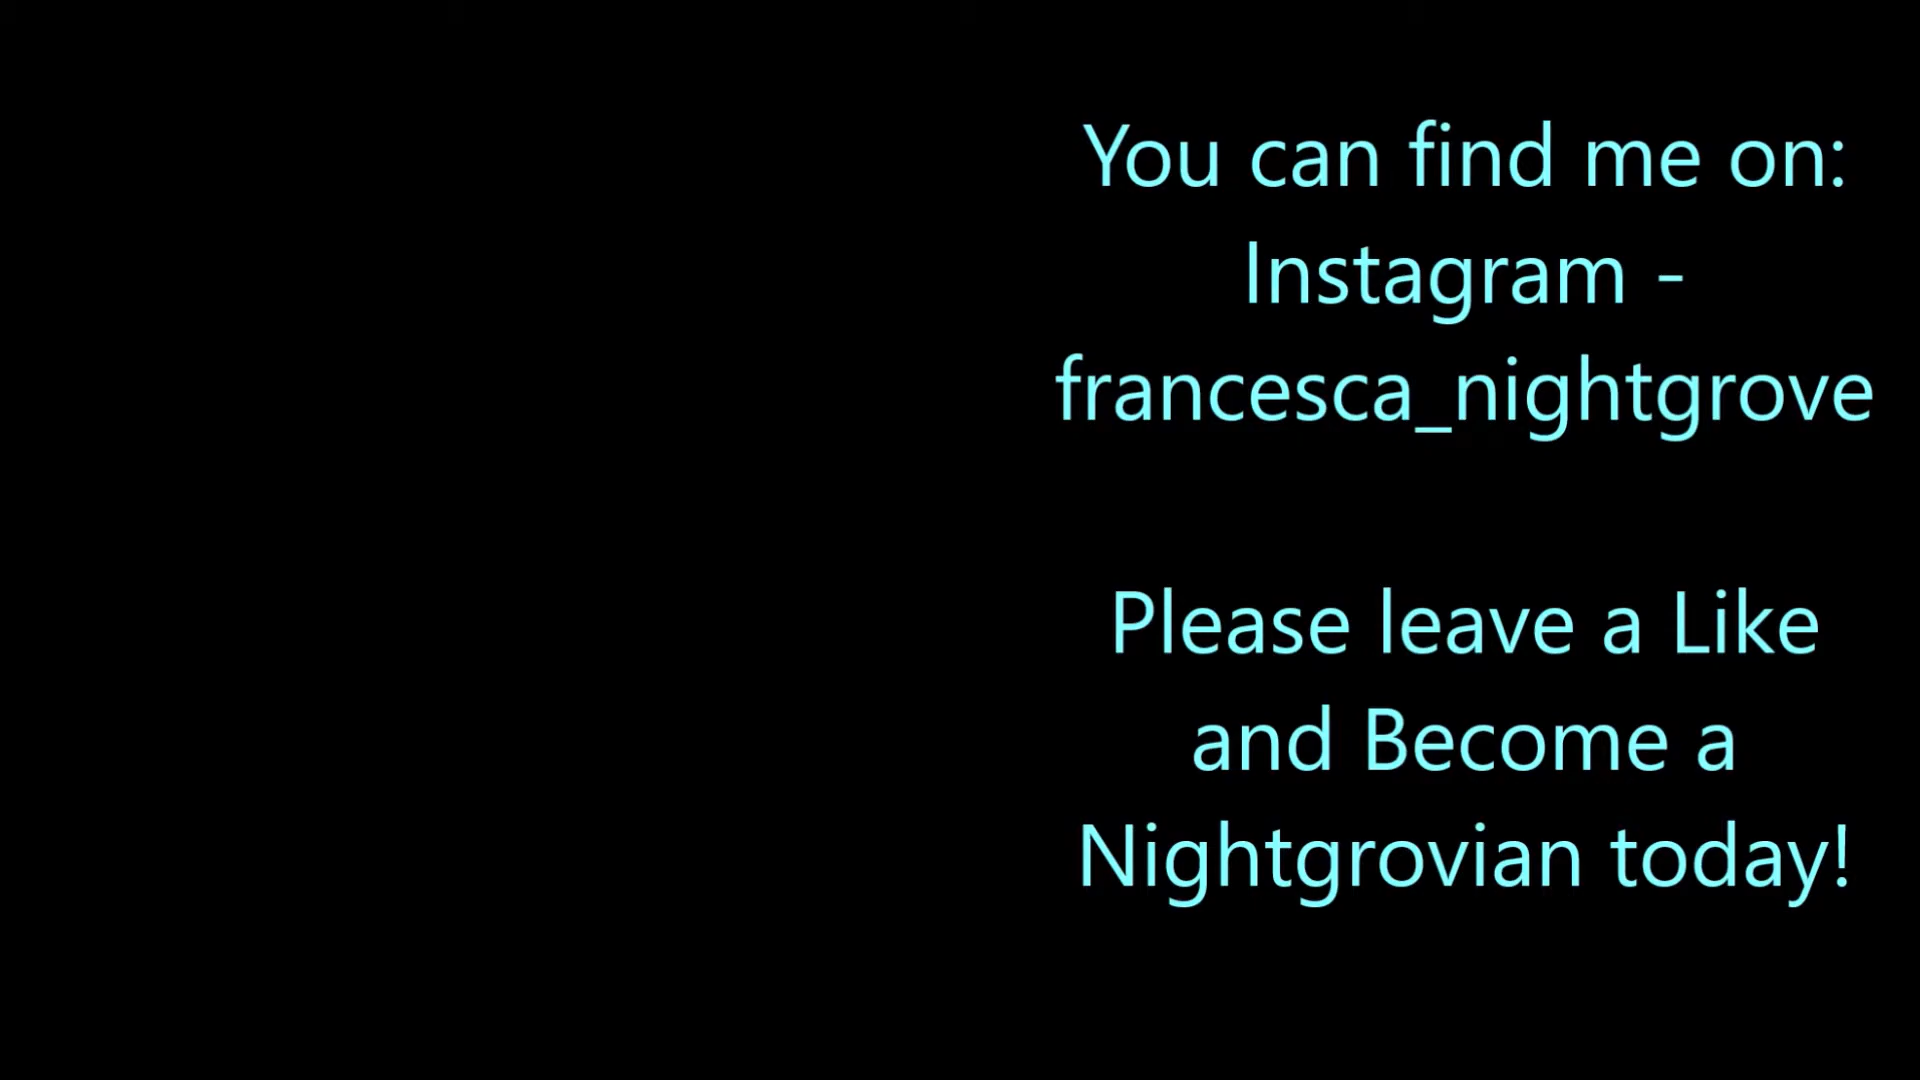 You can find me on:
Instagram -
francesca_nightgrove
Please leave a Like
and Become a
Nightgrovian today!